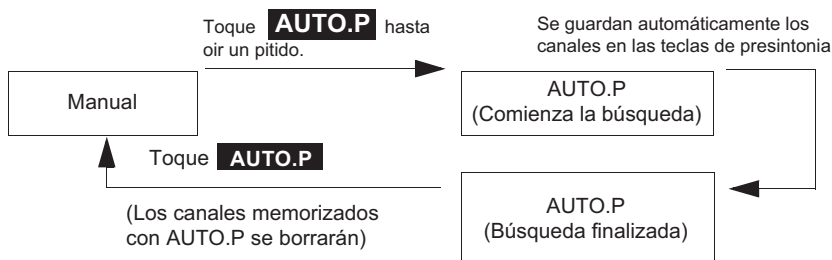 Toque AUTO.P hasta
oir un pitido.
Se guardan automáticamente los
canales en las teclas de presintonia
Manual
AUTO.P
(Comienza la búsqueda)
Toque AUTO.P
(Los canales memorizados
con AUTO.P se borrarán)
AUTO.P
(Búsqueda finalizada)